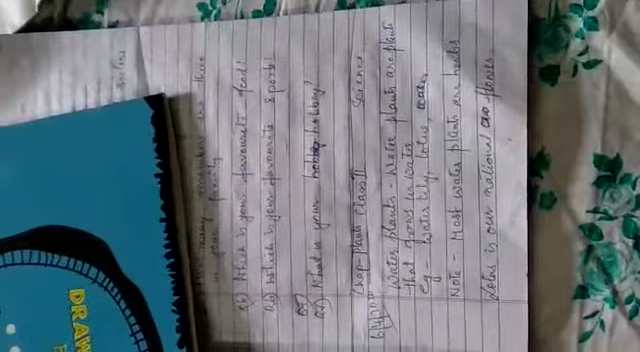 many members are there
in your family
Q5) Which is your favourite food?
Q6) Which is your favourite sport?
Q7) What is your hobby?
Chap-Plants Class II Science
Water plants - Water plants are plants
that grows in water
eg - Water lily, lotus,
Note - Most water plants are herbs
Lotus is our national flower.
DRAW